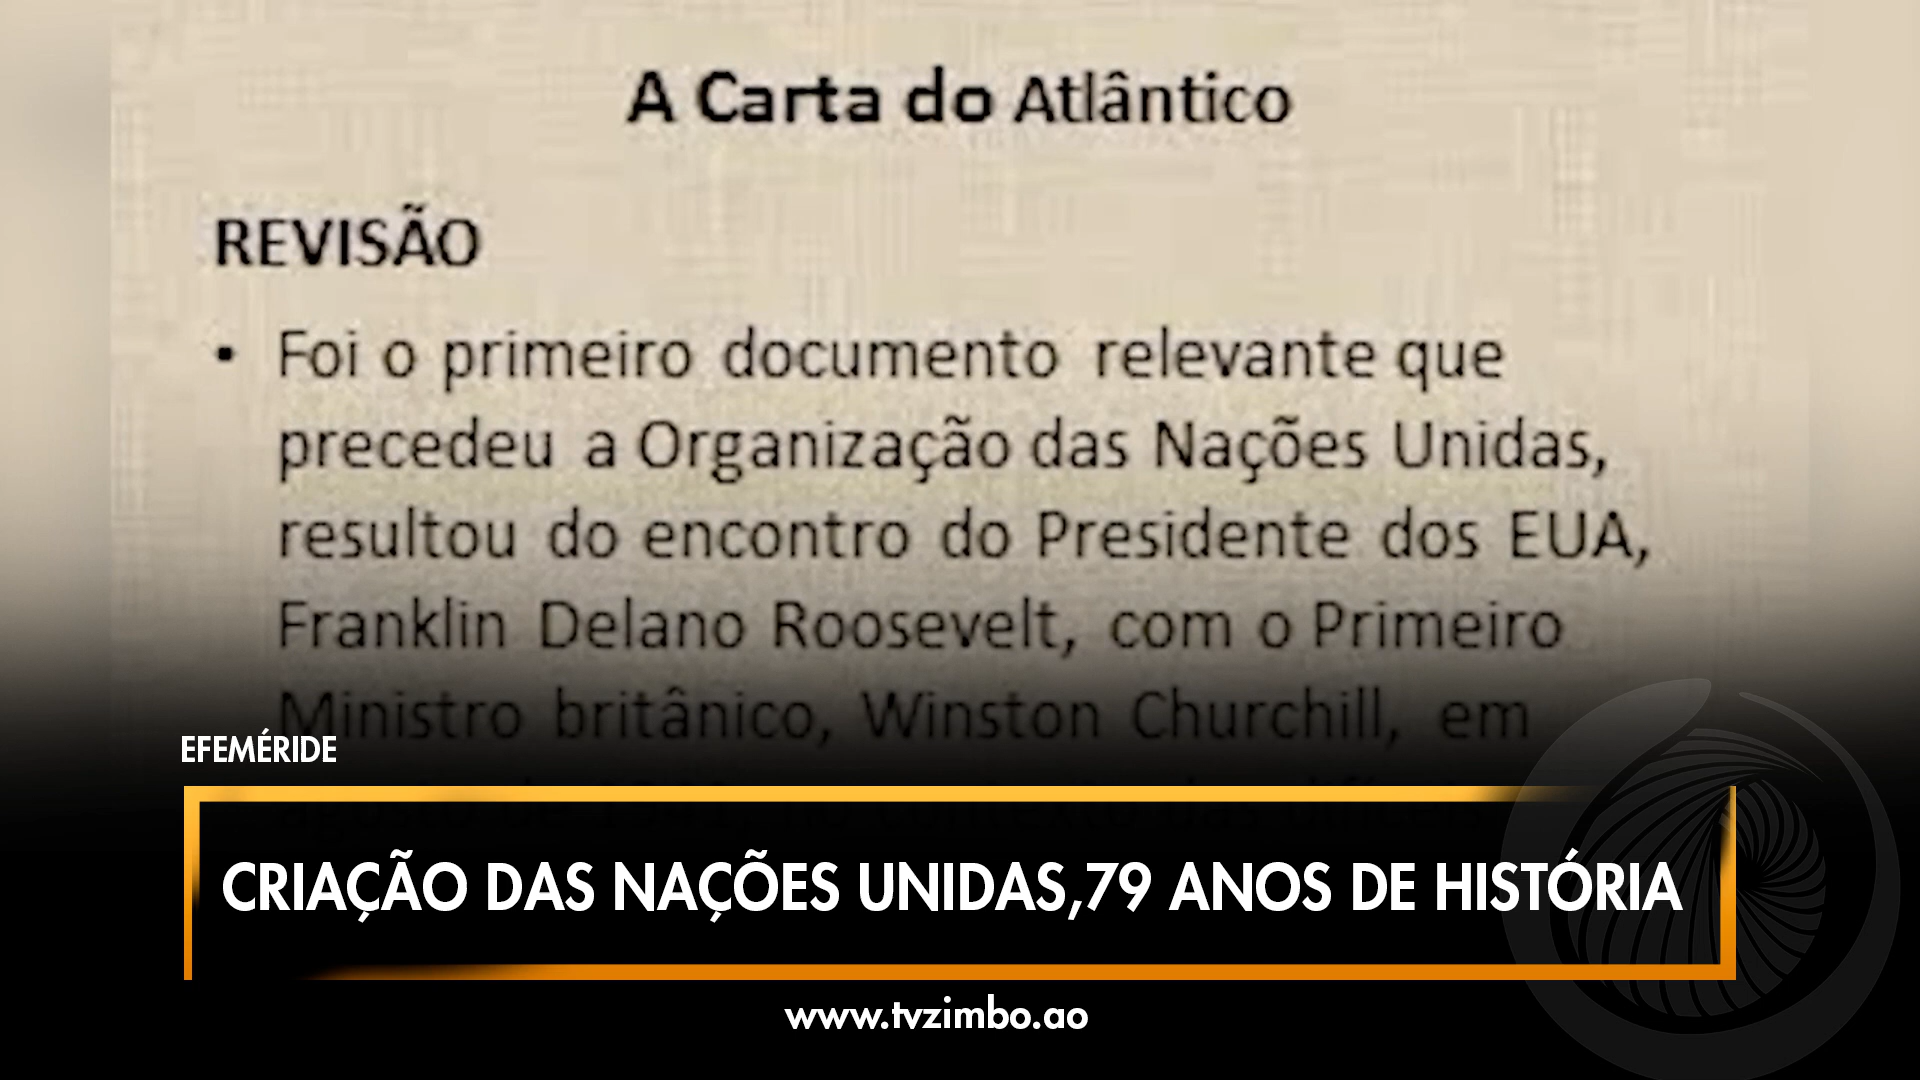 A Carta do Atlântico
REVISÃO
• Foi o primeiro documento relevante que
precedeu a Organização das Nações Unidas,
resultou do encontro do Presidente dos EUA,
Franklin Delano Roosevelt, com o Primeiro
Ministro britânico, Winston Churchill, em
EFEMÉRIDE
CRIAÇÃO DAS NAÇÕES UNIDAS,79 ANOS DE HISTÓRIA
www.tvzimbo.ao